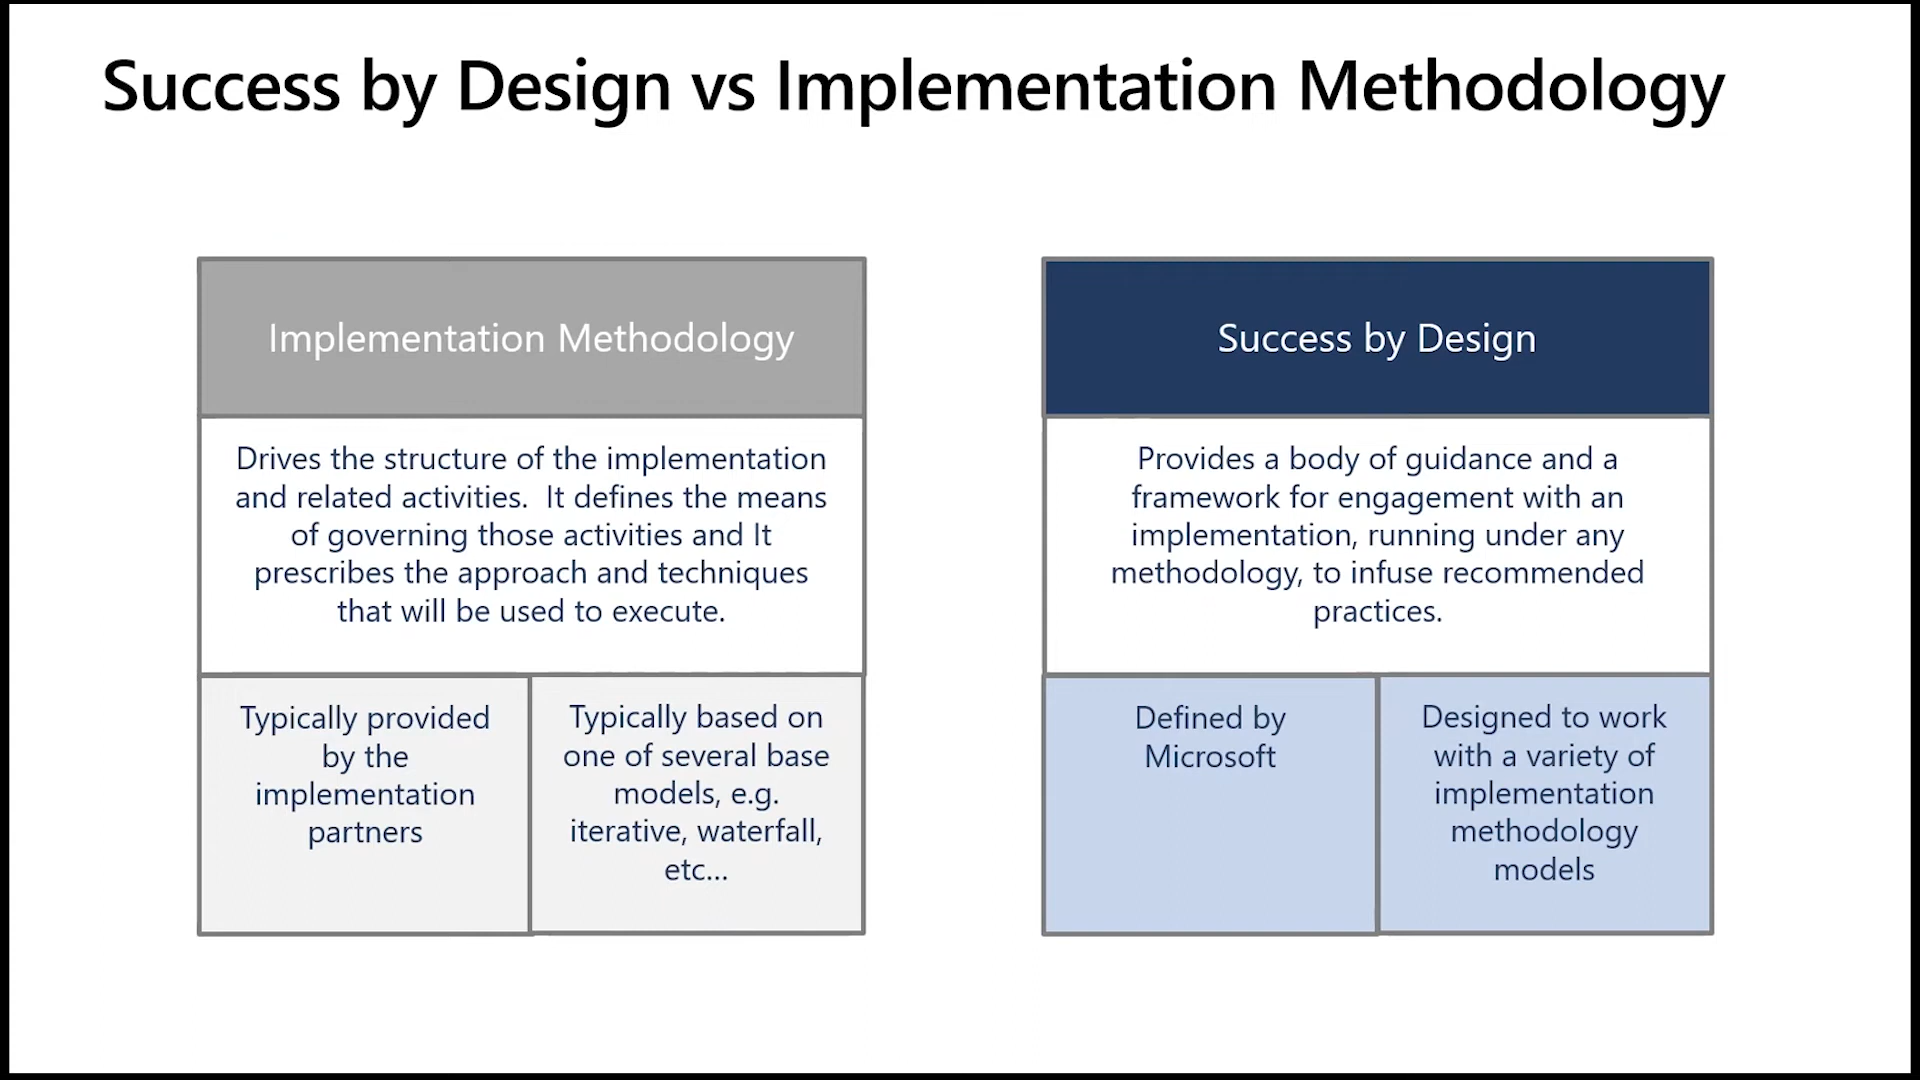 Success by Design vs Implementation Methodology
Implementation Methodology
Drives the structure of the implementation
and related activities.  It defines the means
of governing those activities and It
prescribes the approach and techniques
that will be used to execute.
Typically provided
by the
implementation
partners
Typically based on
one of several base
models, e.g.
iterative, waterfall,
etc...
Success by Design
Provides a body of guidance and a
framework for engagement with an
implementation, running under any
methodology, to infuse recommended
practices.
Defined by
Microsoft
Designed to work
with a variety of
implementation
methodology
models